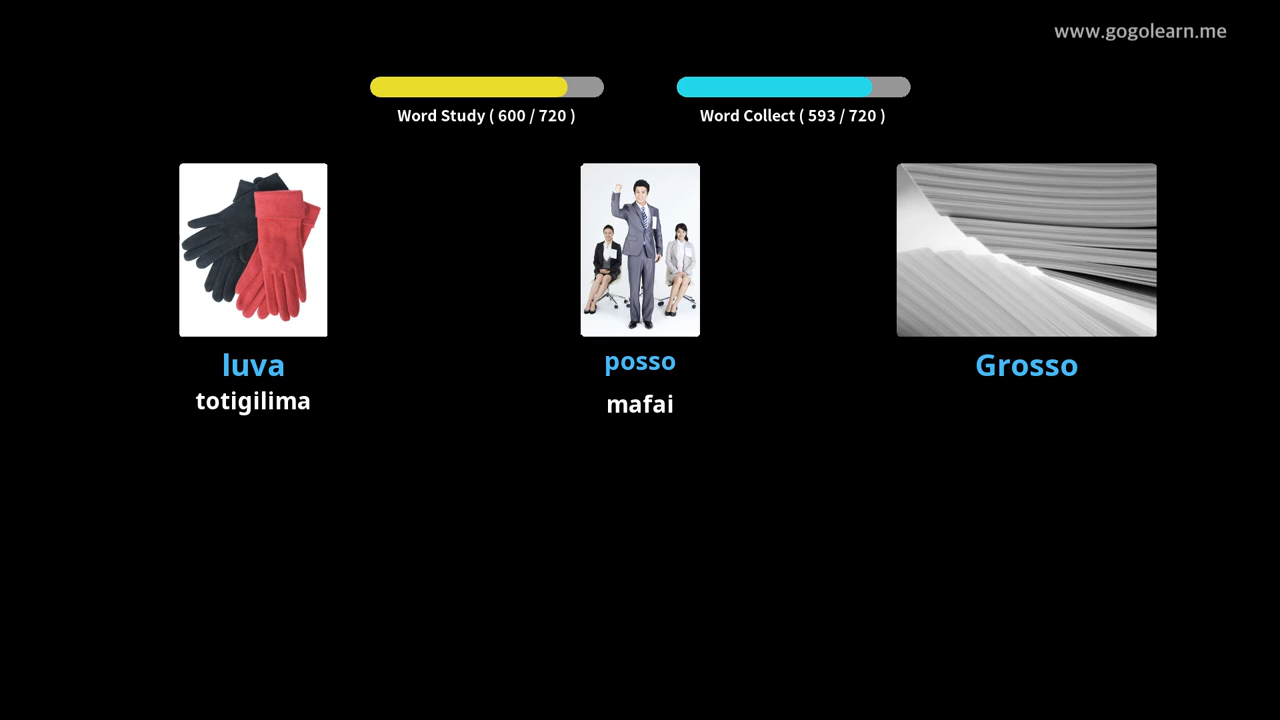 www.gogolearn.me
Word Study ( 600 / 720 )
Word Collect ( 593 / 720 )
luva
totigilima
posso
mafai
Grosso